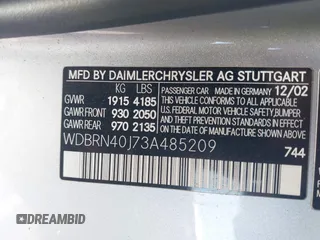 MFD BY DAIMLERCHRYSLER AG STUTTGART
KG LBS
PASSENGER CAR MADE IN GERMANY 12/02
GVWR 1915 4185
GAWR FRONT 930 2050
GAWR REAR 970 2135
THIS VEHICLE CONFORMS TO ALL APPLICABLE
U.S. FEDERAL MOTOR VEHICLE SAFETY, BUMPER
AND THEFT PREVENTION STANDARDS IN EFFECT
ON THE DATE OF MANUFACTURE SHOWN ABOVE
WDBRN40J73A485209
744
DREAMBID